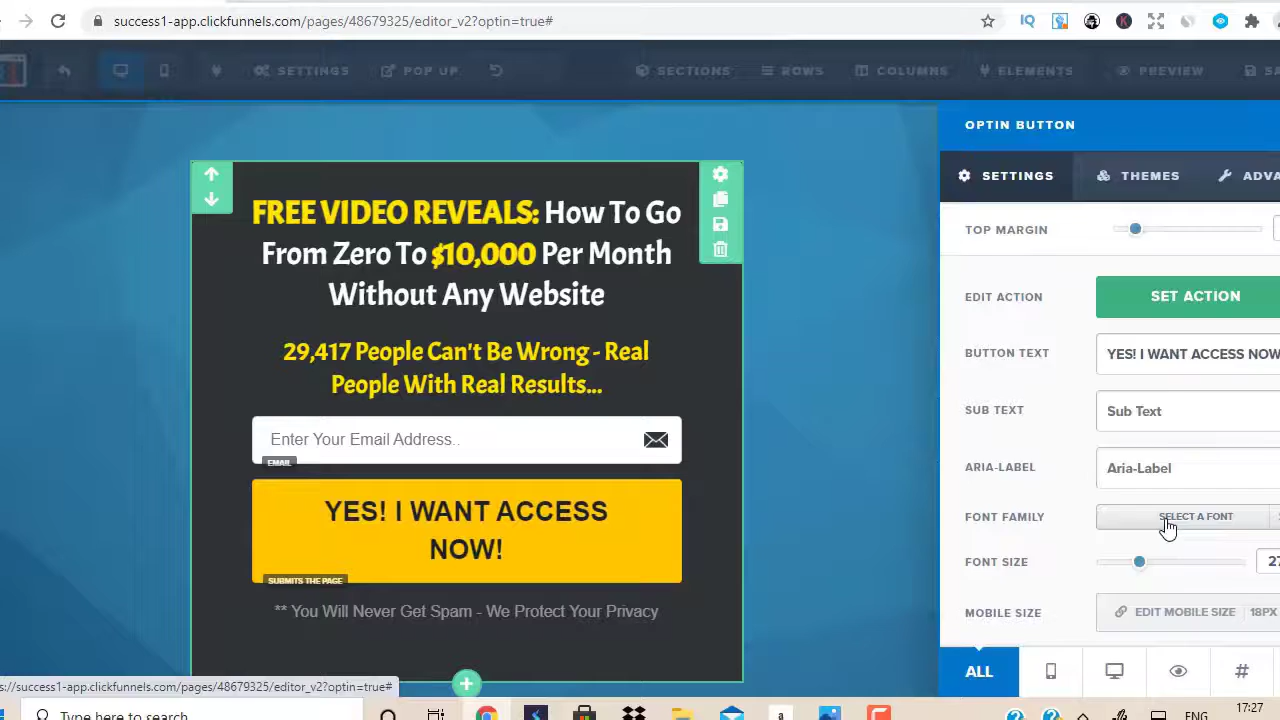 success1-app.clickfunnels.com/pages/48679325/editor_v2?optin=true#
IQ
K
SETTINGS
POP UP
SECTIONS
ROWS
COLUMNS
ELEMENTS
PREVIEW
SA
OPTIN BUTTON
SETTINGS
THEMES
ADVA
TOP MARGIN
EDIT ACTION
SET ACTION
BUTTON TEXT
YES! I WANT ACCESS NOW
SUB TEXT
Sub Text
ARIA-LABEL
Aria-Label
FONT FAMILY
SELECT A FONT
FONT SIZE
27
MOBILE SIZE
EDIT MOBILE SIZE
18PX
ALL
#
FREE VIDEO REVEALS: How To Go
From Zero To $10,000 Per Month
Without Any Website
29,417 People Can't Be Wrong - Real
People With Real Results...
Enter Your Email Address..
EMAIL
YES! I WANT ACCESS
NOW!
SUBMITS THE PAGE
** You Will Never Get Spam - We Protect Your Privacy
s://success1-app.clickfunnels.com/pages/48679325/editor_v2?optin=true#
Type here to search
a
ENG
17:27